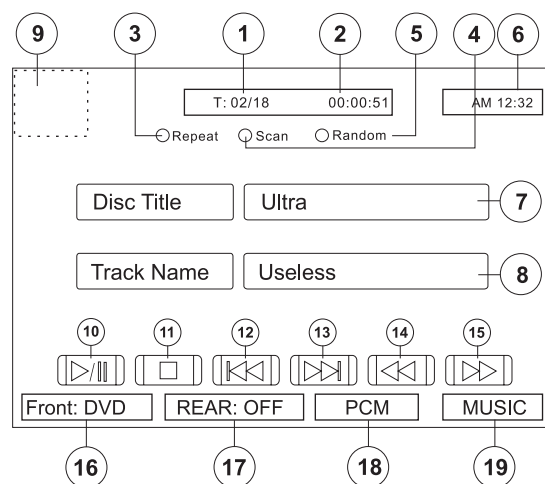 9 3 1 2 5 4 6
T: 02/18 00:00:51 AM 12:32
Repeat Scan Random
Disc Title Ultra 7
Track Name Useless 8
10 11 12 13 14 15
Front: DVD REAR: OFF PCM MUSIC
16 17 18 19